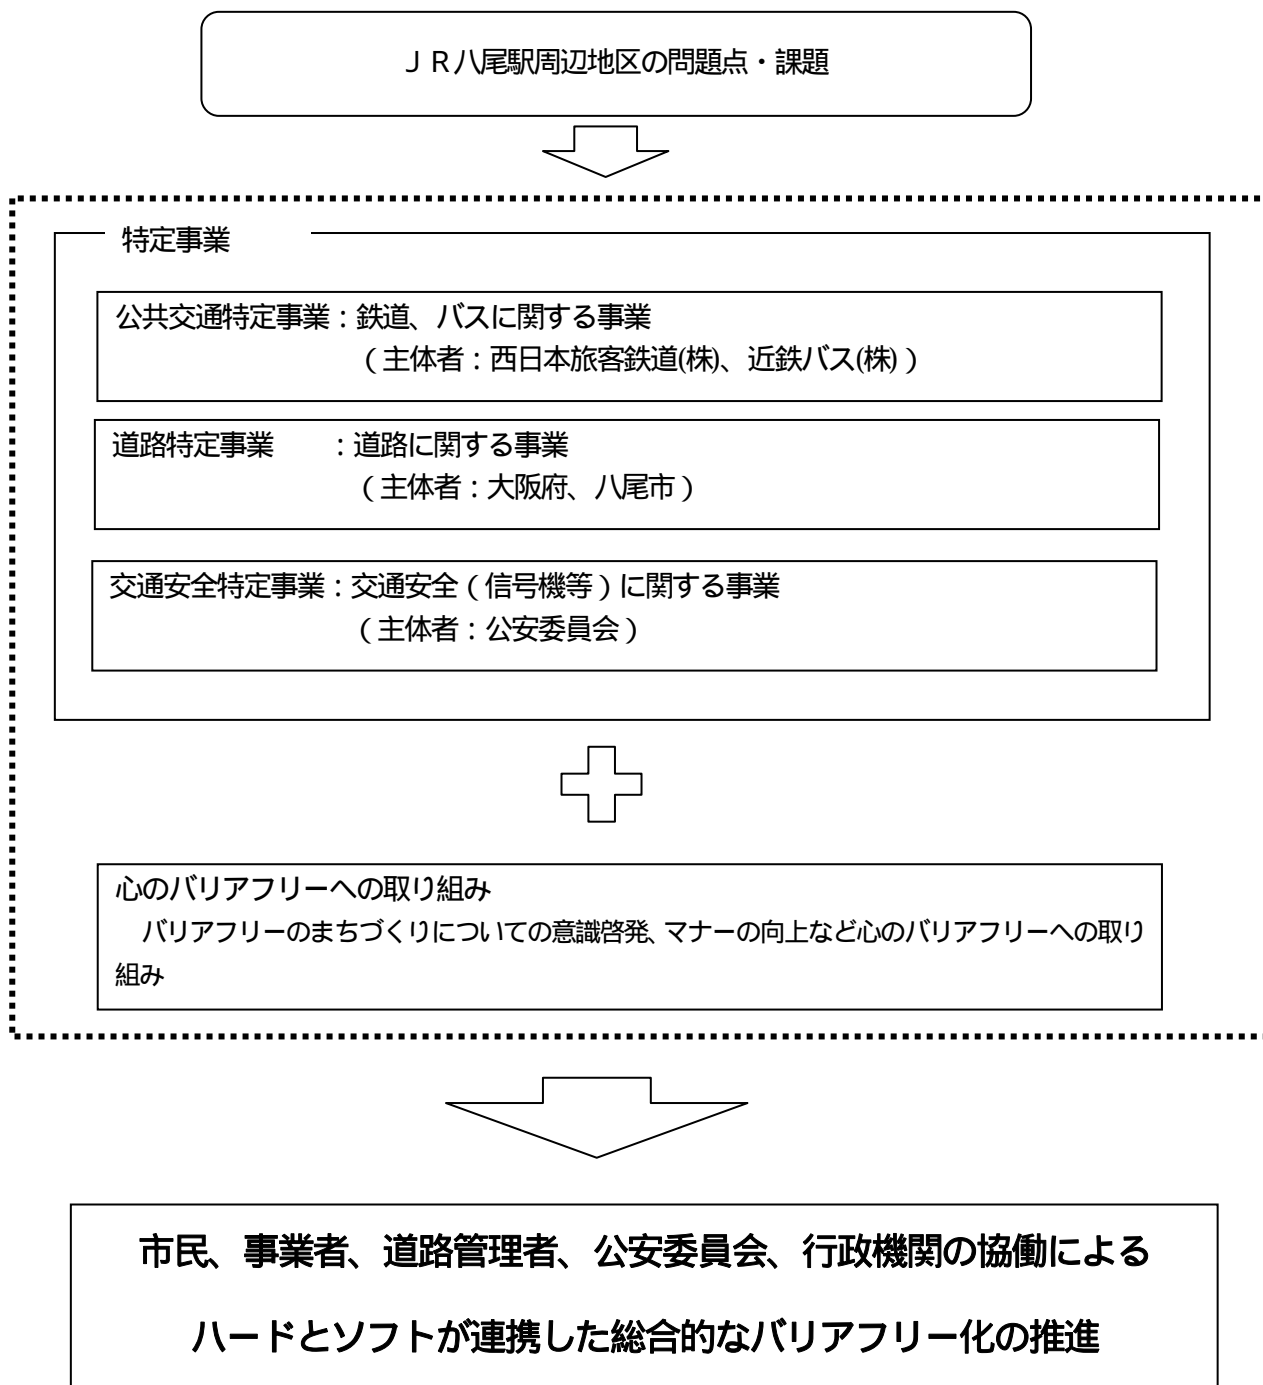 ＪＲ八尾駅周辺地区の問題点・課題
特定事業
公共交通特定事業：鉄道、バスに関する事業
（主体者：西日本旅客鉄道(株)、近鉄バス(株)）
道路特定事業　　：道路に関する事業
（主体者：大阪府、八尾市）
交通安全特定事業：交通安全（信号機等）に関する事業
（主体者：公安委員会）
心のバリアフリーへの取り組み
バリアフリーのまちづくりについての意識啓発、マナーの向上など心のバリアフリーへの取り
組み
市民、事業者、道路管理者、公安委員会、行政機関の協働による
ハードとソフトが連携した総合的なバリアフリー化の推進